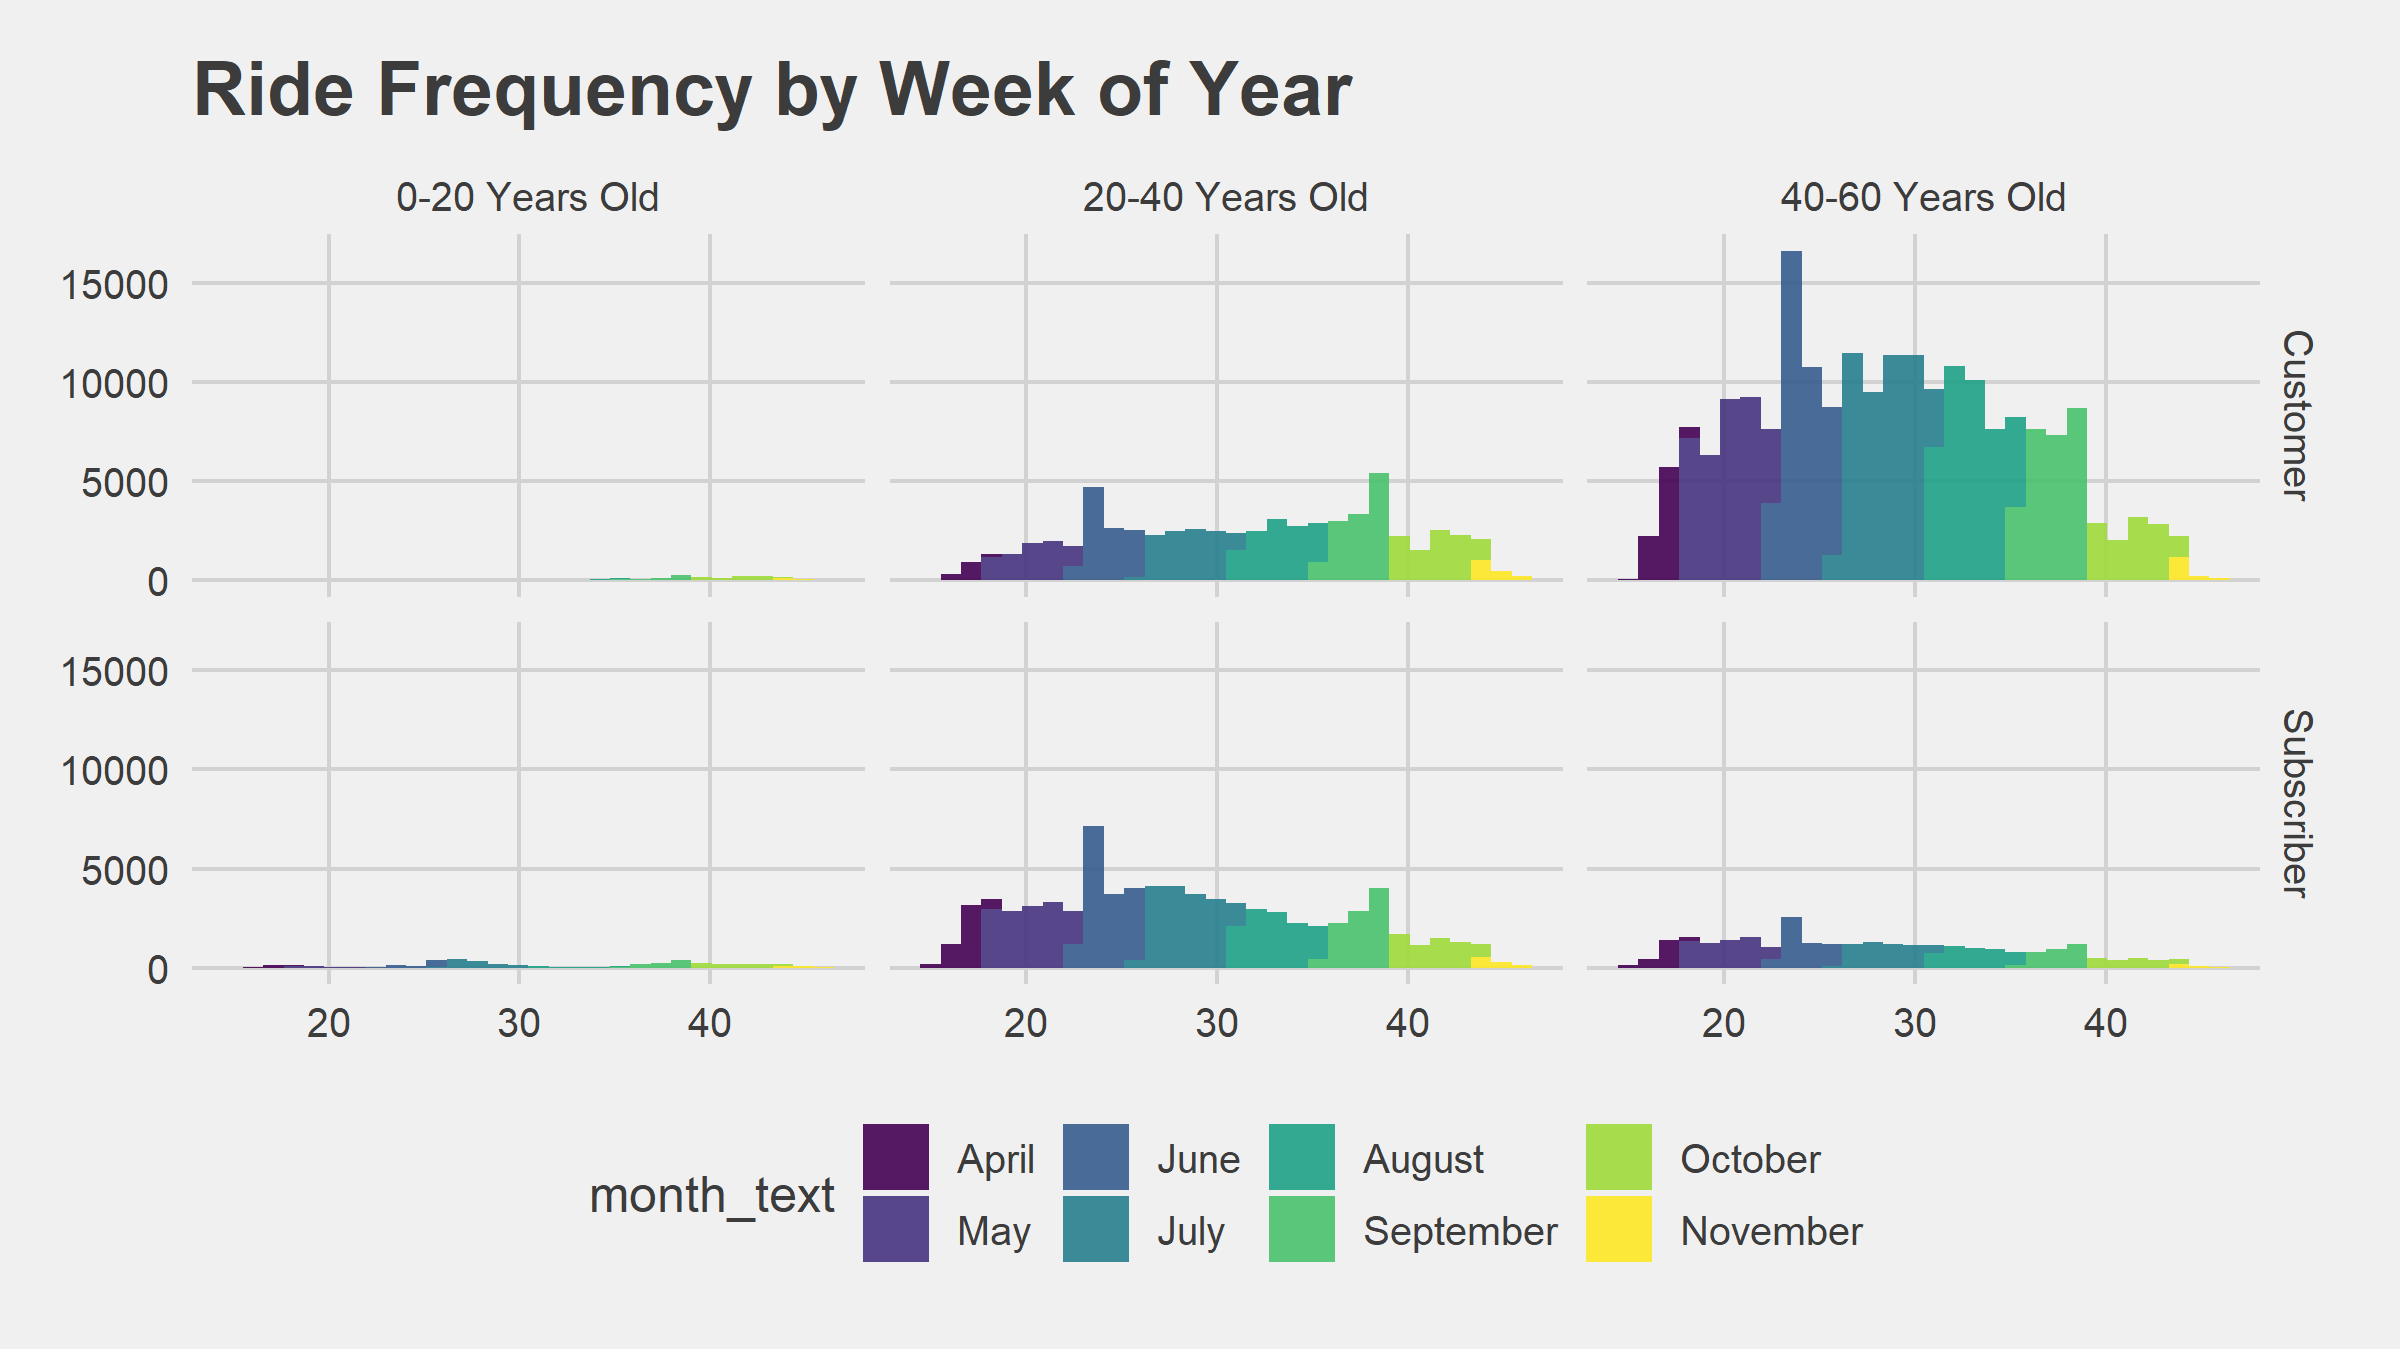 Ride Frequency by Week of Year
0-20 Years Old
20-40 Years Old
40-60 Years Old
15000
10000
5000
0
Customer
15000
10000
5000
0
Subscriber
20 30 40
20 30 40
20 30 40
month_text
April June August October
May July September November